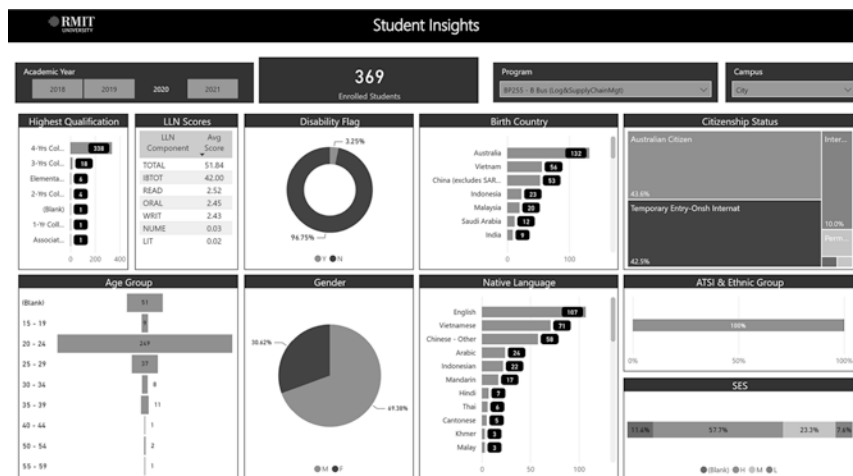 RMIT
UNIVERSITY
Student Insights
Academic Year
2018
2019
2020
2021
369
Enrolled Students
Program
BP255 - B Bus (Log&SupplyChainMgt)
Campus
City
Highest Qualification
4-Yrs Col...
338
3-Yrs Col...
18
Elementa...
6
2-Yrs Col...
4
(Blank)
1
1-Yr Coll...
1
Associat...
1
0
200
400
LLN Scores
LLN Component
Avg Score
TOTAL
51.84
IBTOT
42.00
READ
2.52
ORAL
2.45
WRIT
2.43
NUME
0.03
LIT
0.02
Disability Flag
3.25%
96.75%
Y
N
Birth Country
Australia
132
Vietnam
56
China (excludes SAR...
53
Indonesia
23
Malaysia
20
Saudi Arabia
12
India
9
0
100
Citizenship Status
Australian Citizen
43.6%
Temporary Entry-Onsh Internat
42.5%
Inter...
10.0%
Perm...
Age Group
(Blank)
51
15 - 19
9
20 - 24
249
25 - 29
37
30 - 34
8
35 - 39
11
40 - 44
1
50 - 54
2
55 - 59
1
Gender
30.62%
69.38%
M
F
Native Language
English
107
Vietnamese
71
Chinese - Other
58
Arabic
24
Indonesian
22
Mandarin
17
Hindi
7
Thai
6
Cantonese
5
Khmer
3
Malay
3
0
50
100
ATSI & Ethnic Group
100%
0%
50%
100%
SES
11.4%
57.7%
23.3%
7.6%
(Blank)
H
M
L